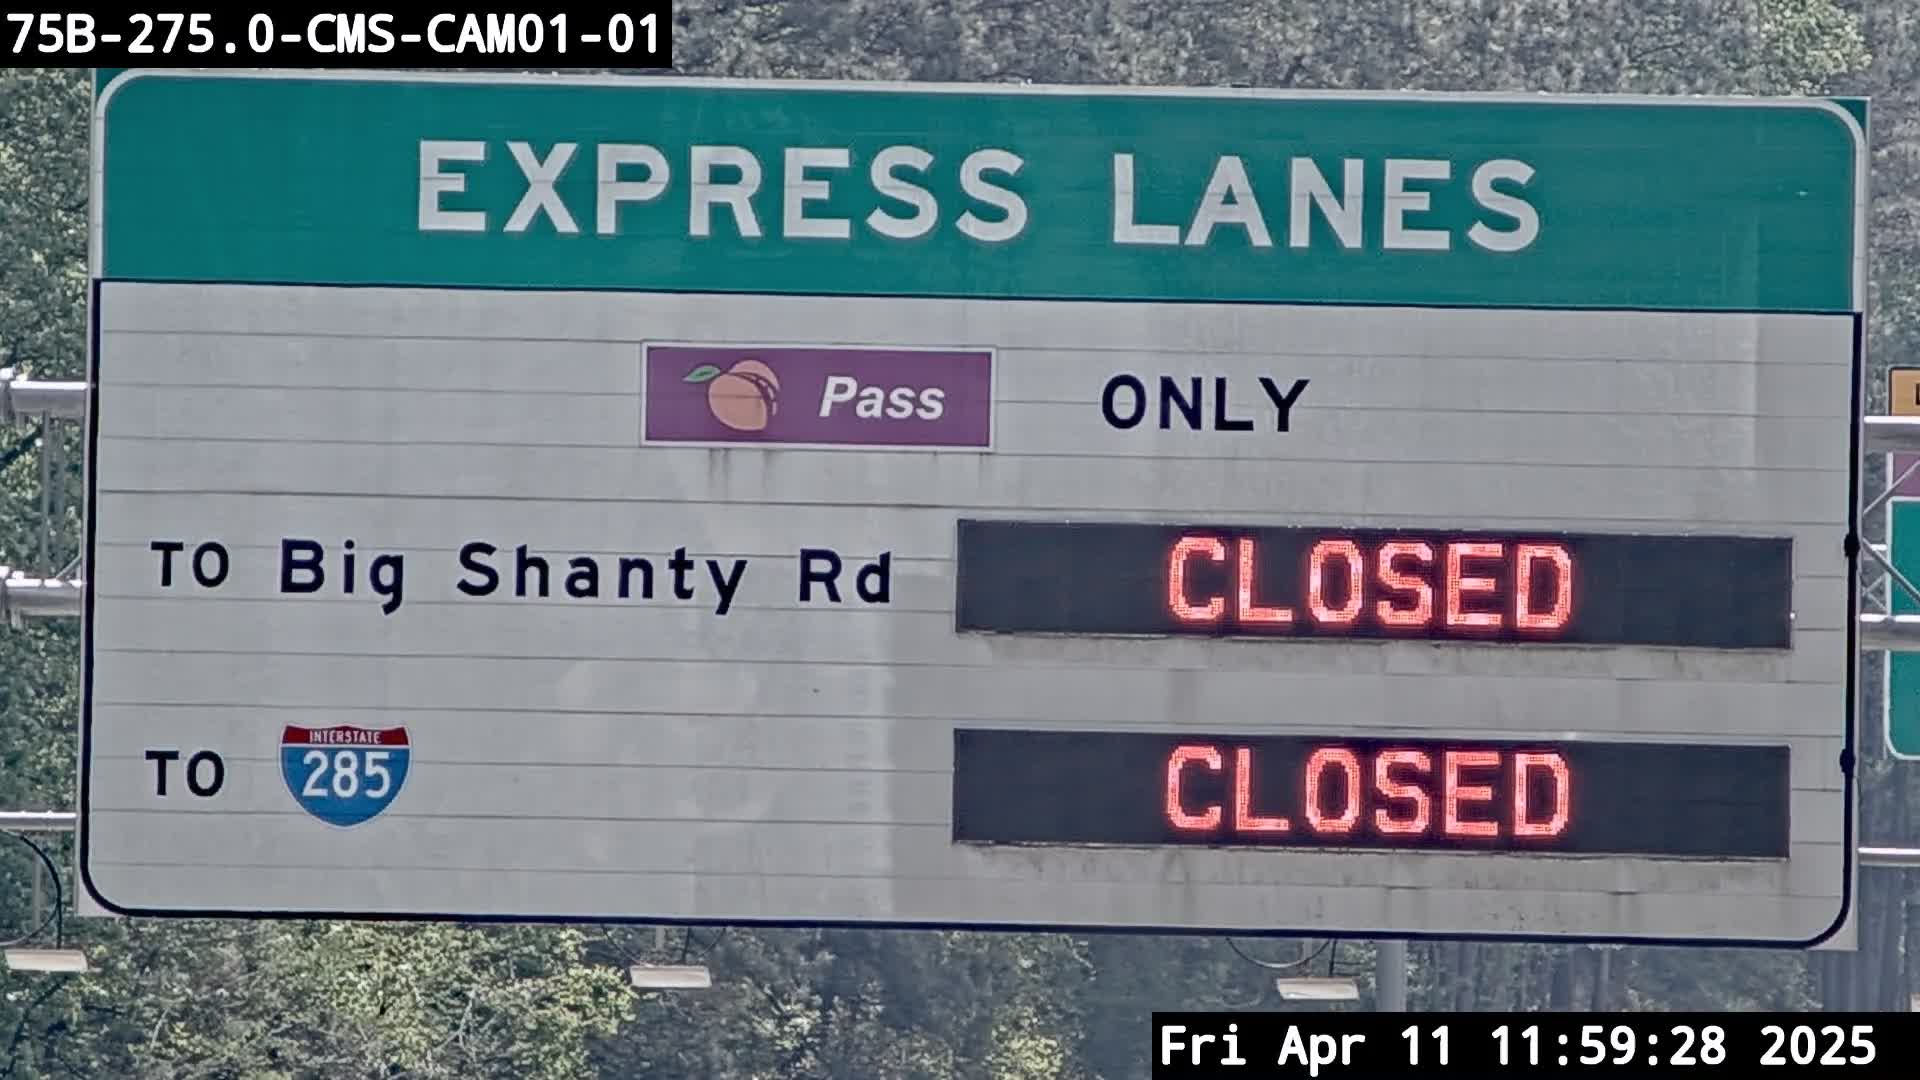 75B-275.0-CMS-CAM01-01
EXPRESS LANES
Pass ONLY
TO Big Shanty Rd CLOSED
TO INTERSTATE 285 CLOSED
Fri Apr 11 11:59:28 2025